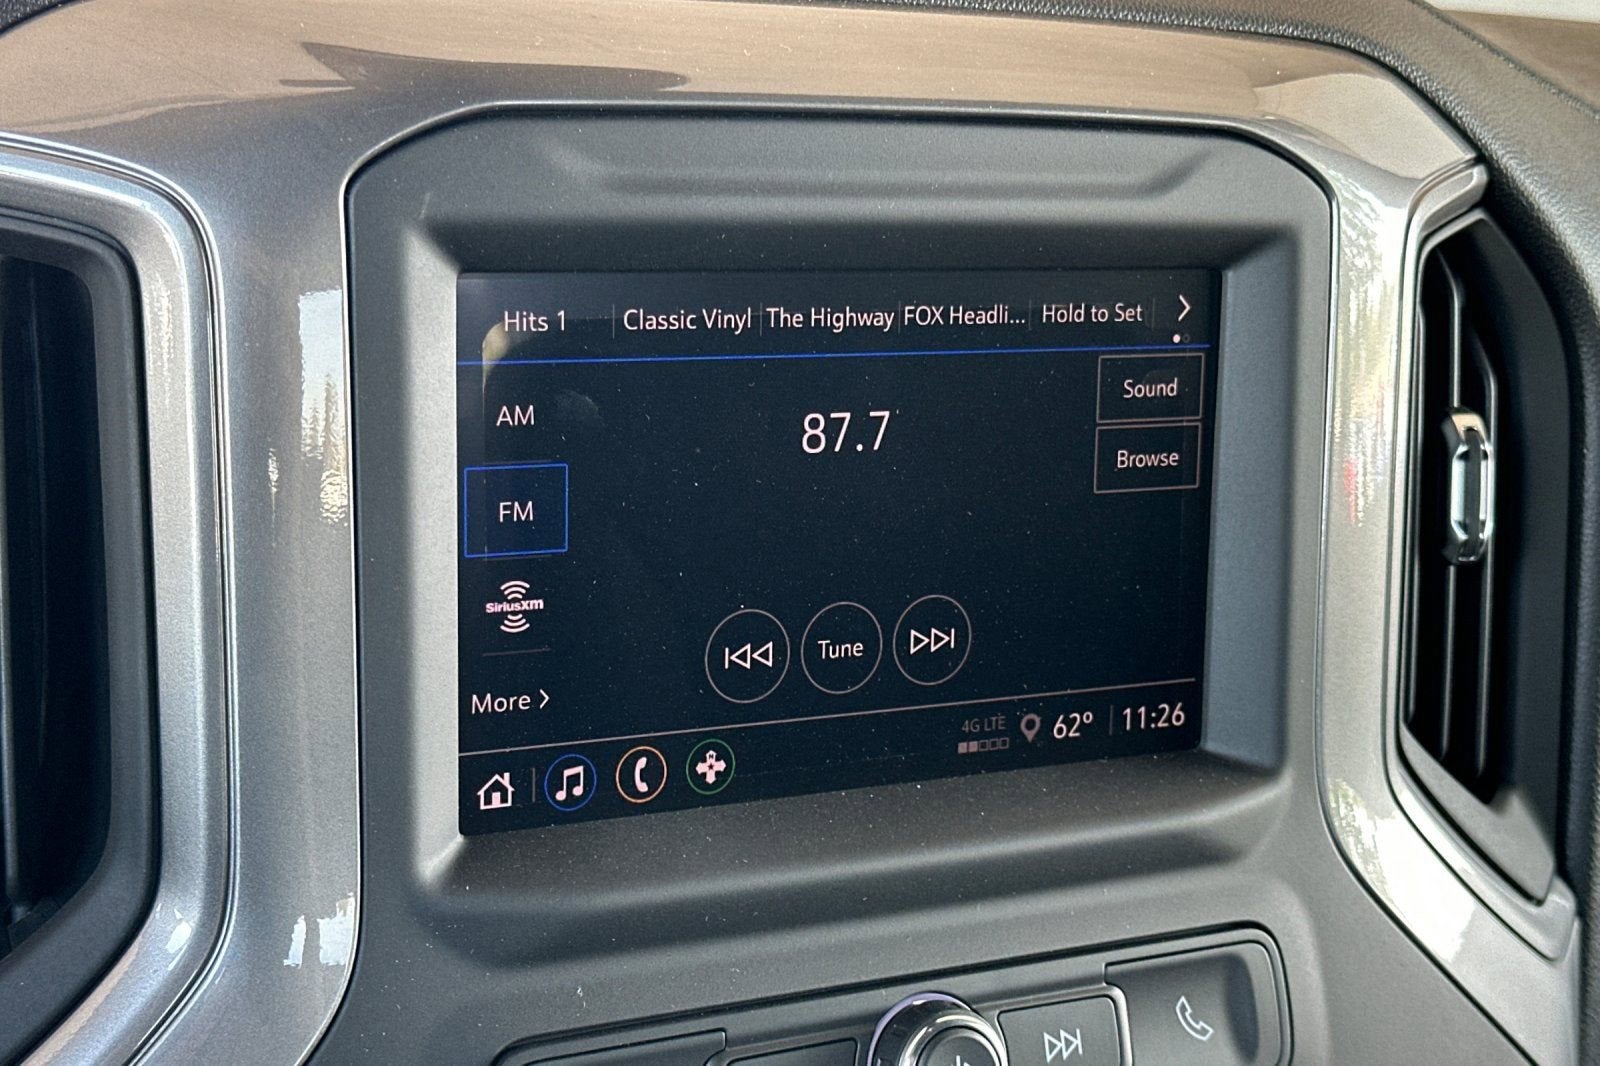 Hits 1 Classic Vinyl The Highway FOX Headli... Hold to Set
Sound
AM
87.7
Browse
FM
SiriusXM
Tune
More
4G LTE 62° 11:26